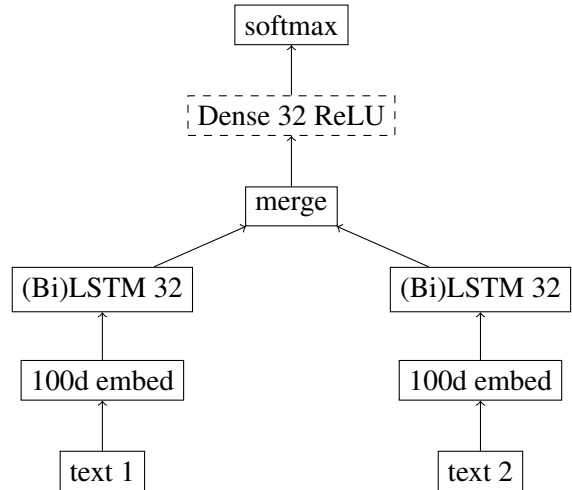 softmax
Dense 32 ReLU
merge
(Bi)LSTM 32
(Bi)LSTM 32
100d embed
100d embed
text 1
text 2